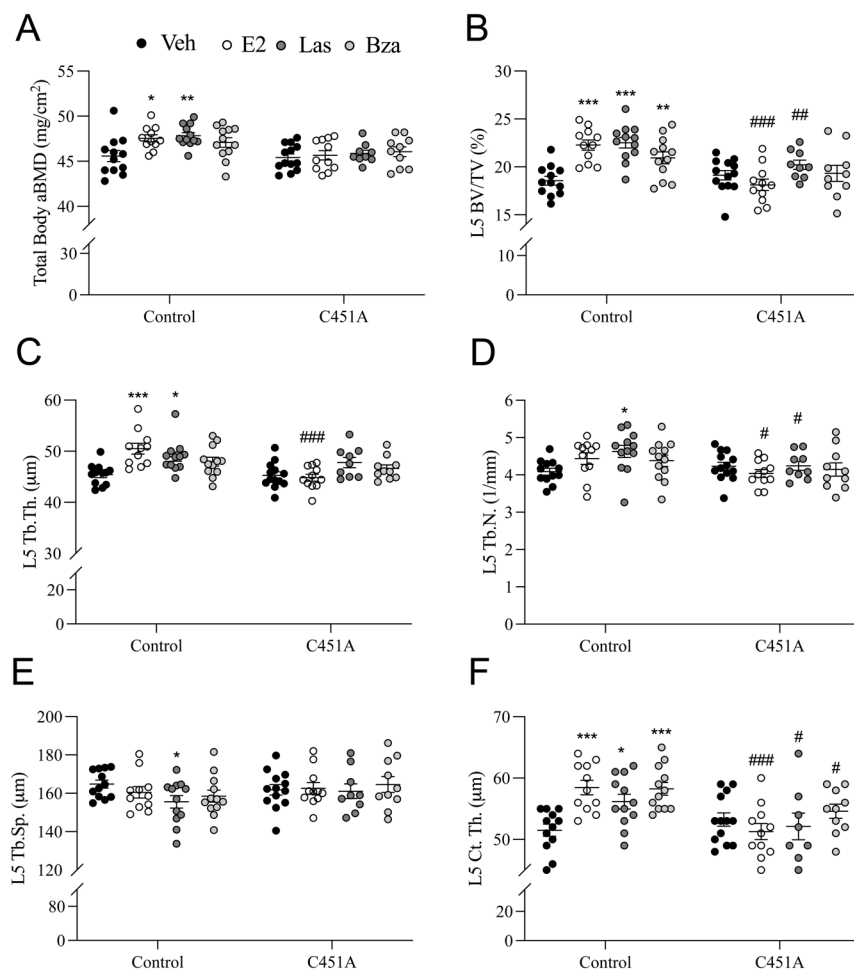 A
B
Veh E2 Las Bza
Total Body aBMD (mg/cm²)
55
50
45
40
30
0
* **
Control C451A
L5 BV/TV (%)
30
25
20
15
10
0
*** *** ** ### ##
Control C451A
C
D
L5 Tb.Th. (µm)
60
50
40
30
20
0
*** * ###
Control C451A
L5 Tb.N. (1/mm)
6
5
4
3
2
1
0
* # #
Control C451A
E
F
L5 Tb.Sp. (µm)
200
180
160
140
120
80
0
*
Control C451A
L5 Ct. Th. (µm)
70
60
50
40
20
0
*** * *** ### # #
Control C451A